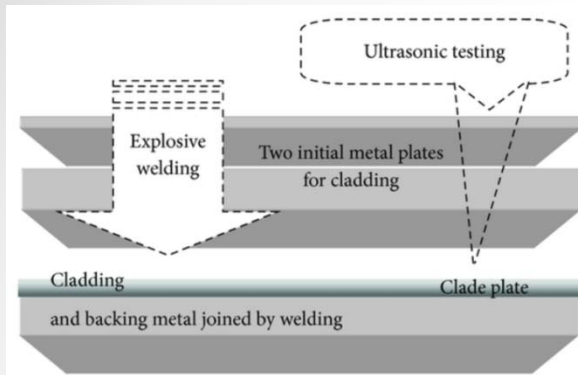 Ultrasonic testing
Explosive
welding
Two initial metal plates
for cladding
Cladding
Clade plate
and backing metal joined by welding